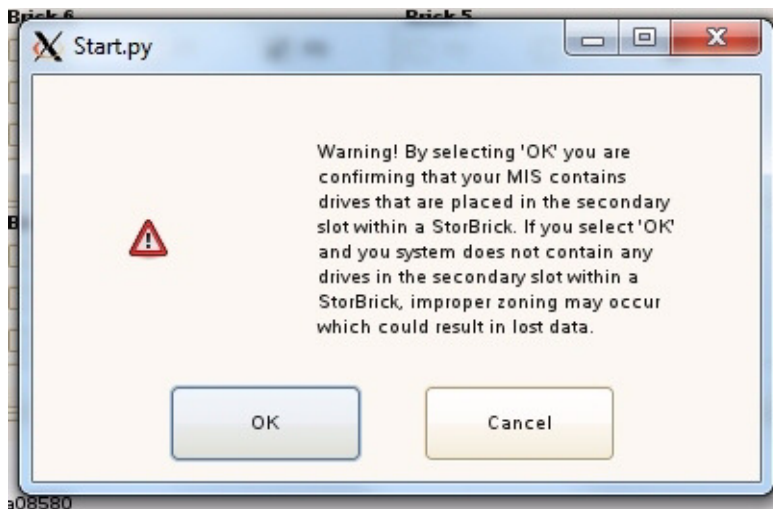 Brick 6 Brick 5
Start.py
Warning! By selecting 'OK' you are
confirming that your MIS contains
drives that are placed in the secondary
slot within a StorBrick. If you select 'OK'
and you system does not contain any
drives in the secondary slot within a
StorBrick, improper zoning may occur
which could result in lost data.
OK Cancel
a08580